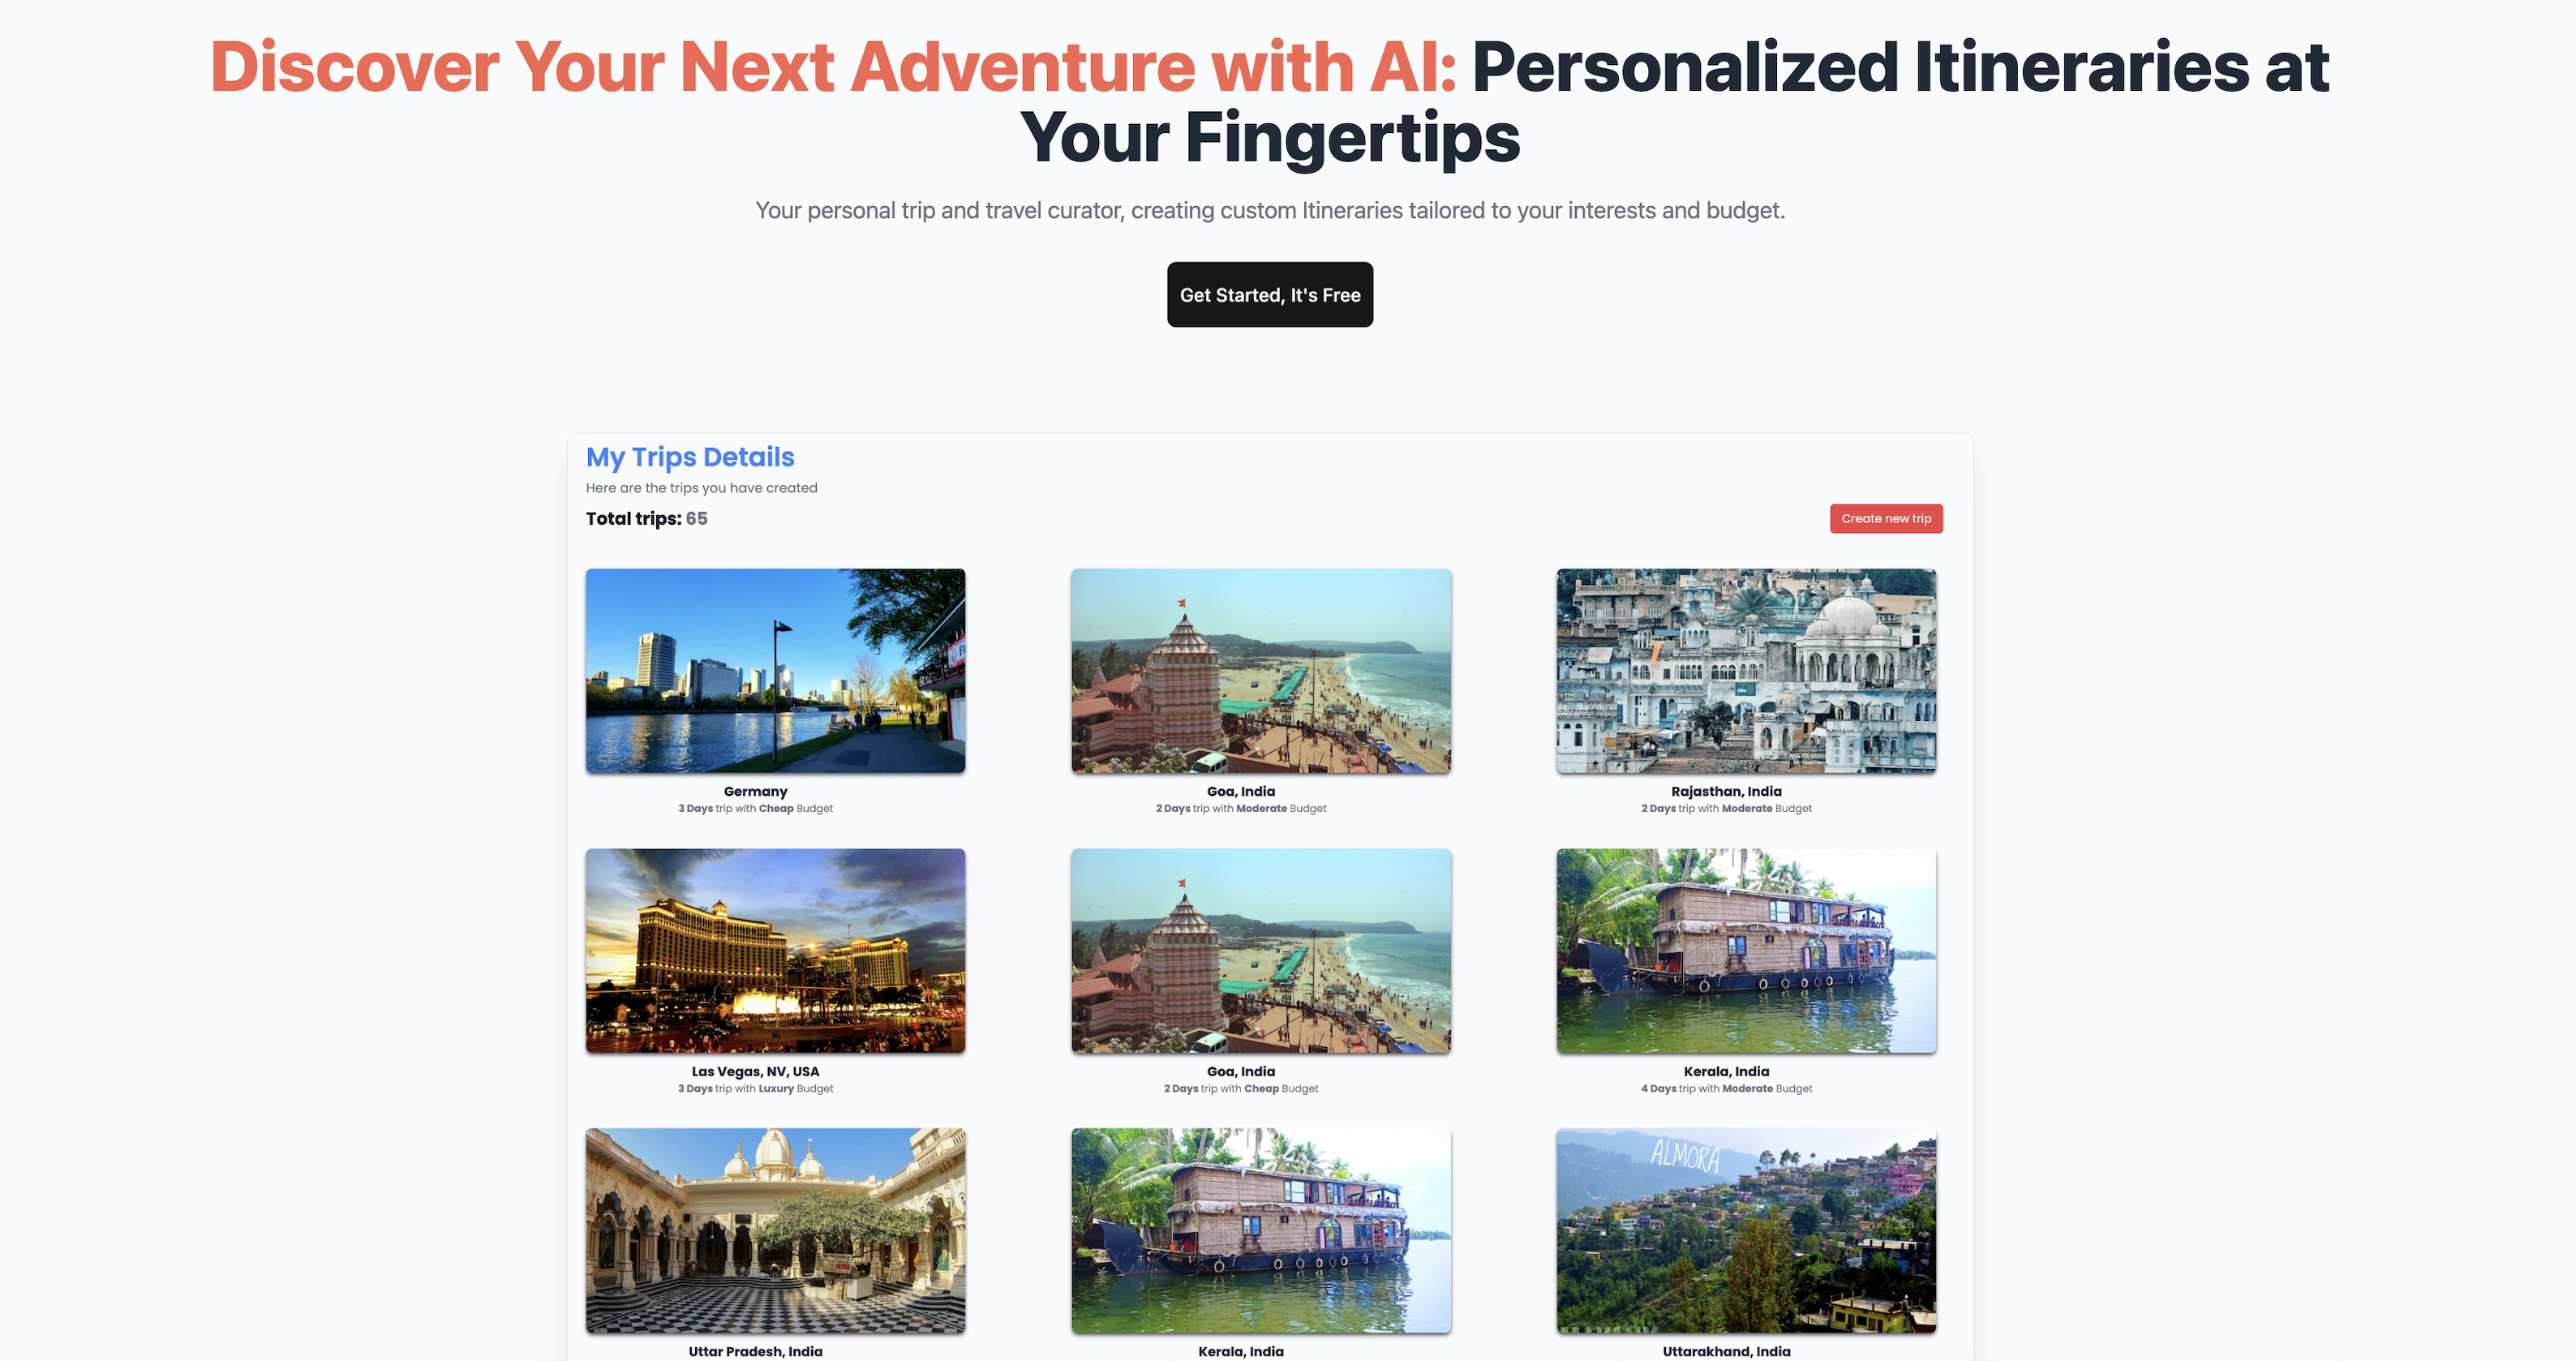 Discover Your Next Adventure with AI: Personalized Itineraries at
Your Fingertips
Your personal trip and travel curator, creating custom Itineraries tailored to your interests and budget.
Get Started, It's Free
My Trips Details
Here are the trips you have created
Total trips: 65
Create new trip
Germany
3 Days trip with Cheap Budget
Goa, India
2 Days trip with Moderate Budget
Rajasthan, India
2 Days trip with Moderate Budget
Las Vegas, NV, USA
3 Days trip with Luxury Budget
Goa, India
2 Days trip with Cheap Budget
Kerala, India
4 Days trip with Moderate Budget
ALMORA
Uttar Pradesh, India
Kerala, India
Uttarakhand, India